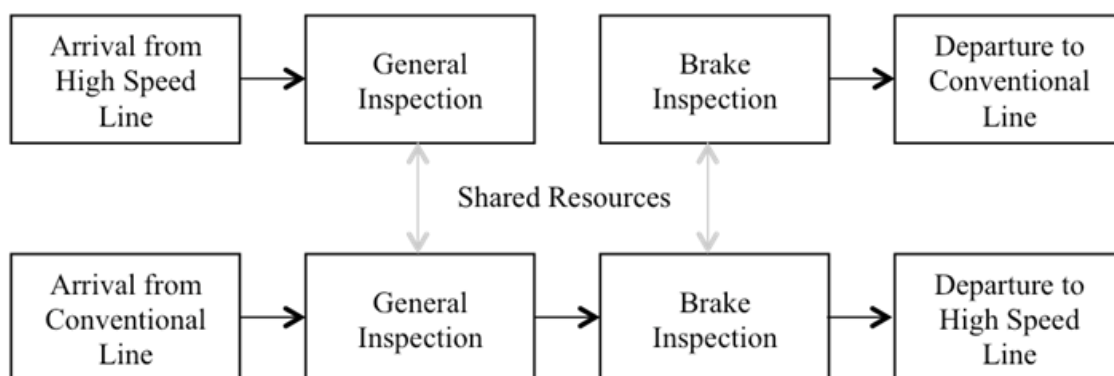 Arrival from
High Speed
Line
General
Inspection
Brake
Inspection
Departure to
Conventional
Line
Shared Resources
Arrival from
Conventional
Line
General
Inspection
Brake
Inspection
Departure to
High Speed
Line